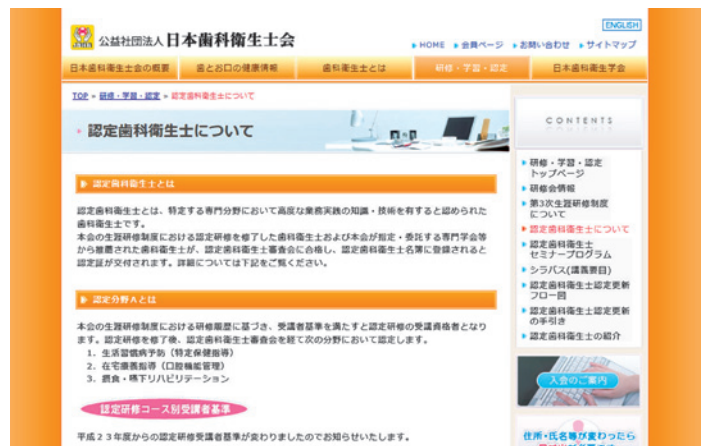 ENGLISH
公益社団法人日本歯科衛生士会
HOME 会員ページ お問い合わせ サイトマップ
日本歯科衛生士会の概要 歯とお口の健康情報 歯科衛生士とは 研修・学習・認定 日本歯科衛生学会
TOP » 研修・学習・認定 » 認定歯科衛生士について
認定歯科衛生士について
認定歯科衛生士とは
認定歯科衛生士とは、特定する専門分野において高度な業務実践の知識・技術を有すると認められた
歯科衛生士です。
本会の生涯研修制度における認定研修を修了した歯科衛生士および本会が指定・委託する専門学会等
から推薦された歯科衛生士が、認定歯科衛生士審査会に合格し、認定歯科衛生士名簿に登録されると
認定証が交付されます。詳細については下記をご覧ください。
認定分野Aとは
本会の生涯研修制度における研修履歴に基づき、受講者基準を満たすと認定研修の受講資格者となり
ます。認定研修を修了後、認定歯科衛生士審査会を経て次の分野において認定します。
1. 生活習慣病予防（特定保健指導）
2. 在宅療養指導（口腔機能管理）
3. 摂食・嚥下リハビリテーション
認定研修コース別受講者基準
平成23年度からの認定研修受講者基準が変わりましたのでお知らせいたします。
CONTENTS
研修・学習・認定
トップページ
研修会情報
第3次生涯研修制度
について
認定歯科衛生士について
認定歯科衛生士
セミナープログラム
シラバス(講義要目)
認定歯科衛生士認定更新
フロー図
認定歯科衛生士認定更新
の手引き
認定歯科衛生士の紹介
入会のご案内
住所・氏名等が変わったら